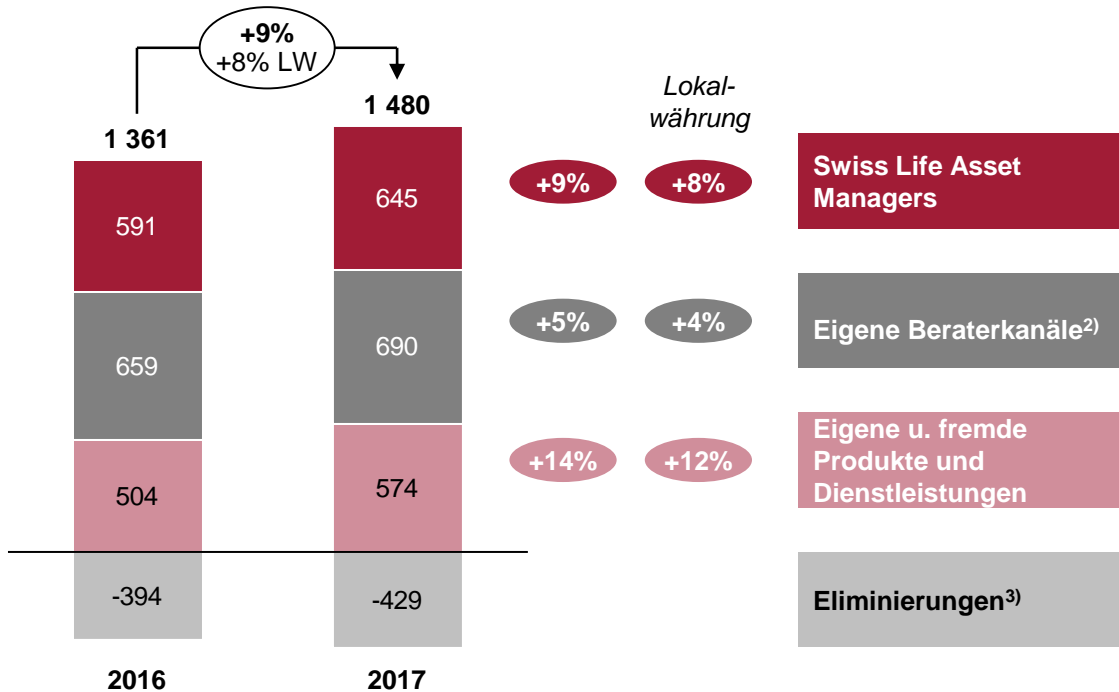 +9%
+8% LW
1 361
1 480
Lokal-
währung
591
645
+9%
+8%
Swiss Life Asset
Managers
659
690
+5%
+4%
Eigene Beraterkanäle2)
504
574
+14%
+12%
Eigene u. fremde
Produkte und
Dienstleistungen
-394
-429
Eliminierungen3)
2016
2017